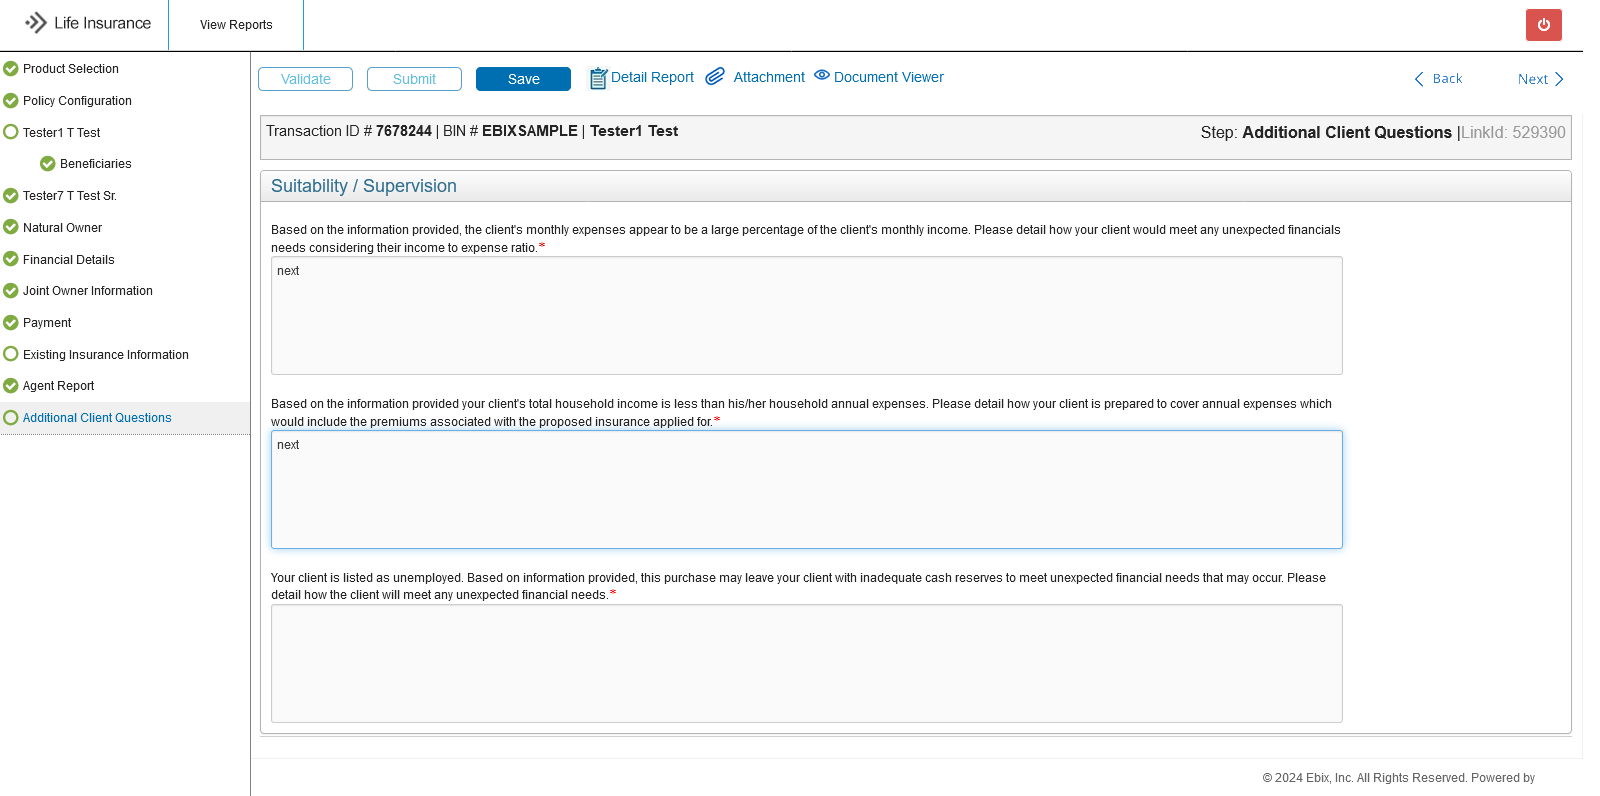 Life Insurance
View Reports
Product Selection
Policy Configuration
Tester1 T Test
Beneficiaries
Tester7 T Test Sr.
Natural Owner
Financial Details
Joint Owner Information
Payment
Existing Insurance Information
Agent Report
Additional Client Questions
Validate
Submit
Save
Detail Report
Attachment
Document Viewer
Back
Next
Transaction ID # 7678244 | BIN # EBIXSAMPLE | Tester1 Test
Step: Additional Client Questions |LinkId: 529390
Suitability / Supervision
Based on the information provided, the client's monthly expenses appear to be a large percentage of the client's monthly income. Please detail how your client would meet any unexpected financials
needs considering their income to expense ratio.*
next
Based on the information provided your client's total household income is less than his/her household annual expenses. Please detail how your client is prepared to cover annual expenses which
would include the premiums associated with the proposed insurance applied for.*
next
Your client is listed as unemployed. Based on information provided, this purchase may leave your client with inadequate cash reserves to meet unexpected financial needs that may occur. Please
detail how the client will meet any unexpected financial needs.*
© 2024 Ebix, Inc. All Rights Reserved. Powered by